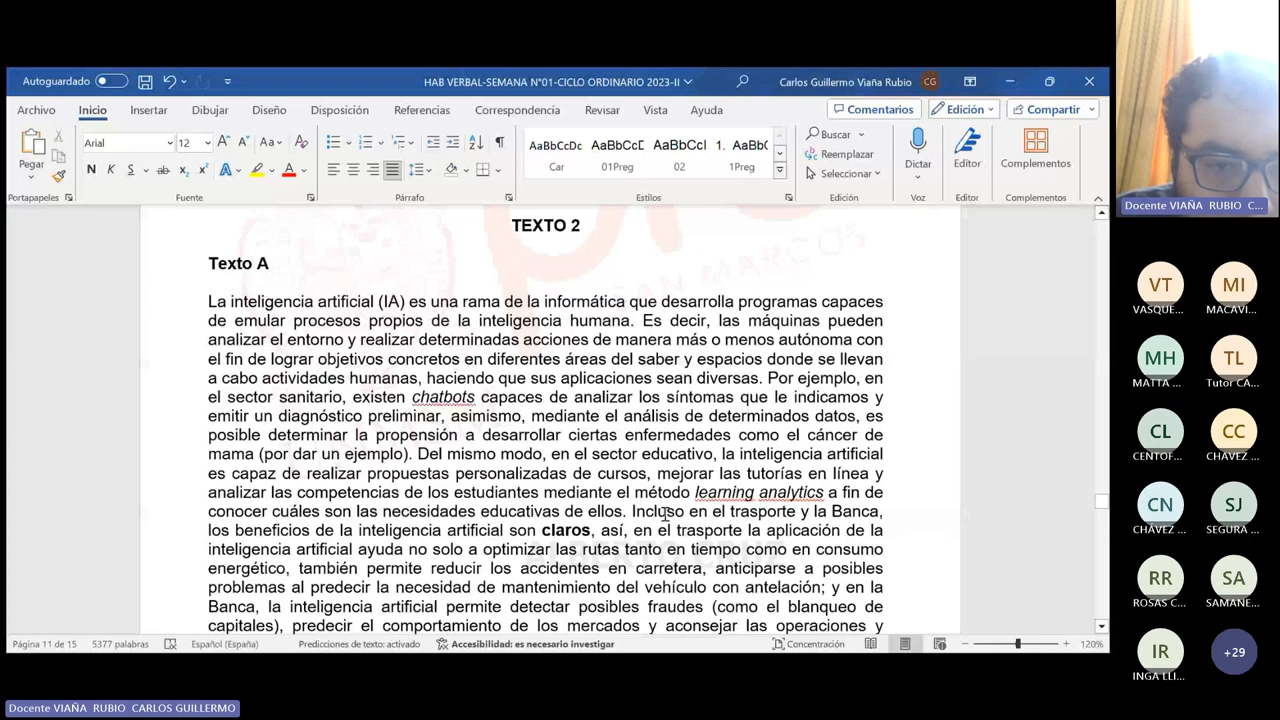 Autoguardado
HAB VERBAL-SEMANA N°01-CICLO ORDINARIO 2023-II
Carlos Guillermo Viaña Rubio CG
Archivo Inicio Insertar Dibujar Diseño Disposición Referencias Correspondencia Revisar Vista Ayuda
Comentarios Edición Compartir
Pegar
Arial 12
AaBbCcDc AaBbCcD AaBbCcI 1. AaBb(
Car 01Preg 02 1Preg
Buscar
Reemplazar
Seleccionar
Dictar Editor Complementos
Portapapeles Fuente Párrafo Estilos Edición Voz Editor Complementos
TEXTO 2
Texto A
SAN MARCOS
La inteligencia artificial (IA) es una rama de la informática que desarrolla programas capaces
de emular procesos propios de la inteligencia humana. Es decir, las máquinas pueden
analizar el entorno y realizar determinadas acciones de manera más o menos autónoma con
el fin de lograr objetivos concretos en diferentes áreas del saber y espacios donde se llevan
a cabo actividades humanas, haciendo que sus aplicaciones sean diversas. Por ejemplo, en
el sector sanitario, existen chatbots capaces de analizar los síntomas que le indicamos y
emitir un diagnóstico preliminar, asimismo, mediante el análisis de determinados datos, es
posible determinar la propensión a desarrollar ciertas enfermedades como el cáncer de
mama (por dar un ejemplo). Del mismo modo, en el sector educativo, la inteligencia artificial
es capaz de realizar propuestas personalizadas de cursos, mejorar las tutorías en línea y
analizar las competencias de los estudiantes mediante el método learning analytics a fin de
conocer cuáles son las necesidades educativas de ellos. Incluso en el trasporte y la Banca,
los beneficios de la inteligencia artificial son claros, así, en el trasporte la aplicación de la
inteligencia artificial ayuda no solo a optimizar las rutas tanto en tiempo como en consumo
energético, también permite reducir los accidentes en carretera, anticiparse a posibles
problemas al predecir la necesidad de mantenimiento del vehículo con antelación; y en la
Banca, la inteligencia artificial permite detectar posibles fraudes (como el blanqueo de
capitales), predecir el comportamiento de los mercados y aconsejar las operaciones y
Página 11 de 15 5377 palabras Español (España) Predicciones de texto: activado Accesibilidad: es necesario investigar Concentración 120%
Docente VIAÑA RUBIO C...
VT MI
VASQUE... MACAVI...
MH TL
MATTA ... Tutor CA...
CL CC
CENTOF... CHAVEZ ...
CN SJ
CHÁVEZ ... SEGURA ...
RR SA
ROSAS C... SAMANE...
IR +29
INGA LLI...
Docente VIAÑA RUBIO CARLOS GUILLERMO